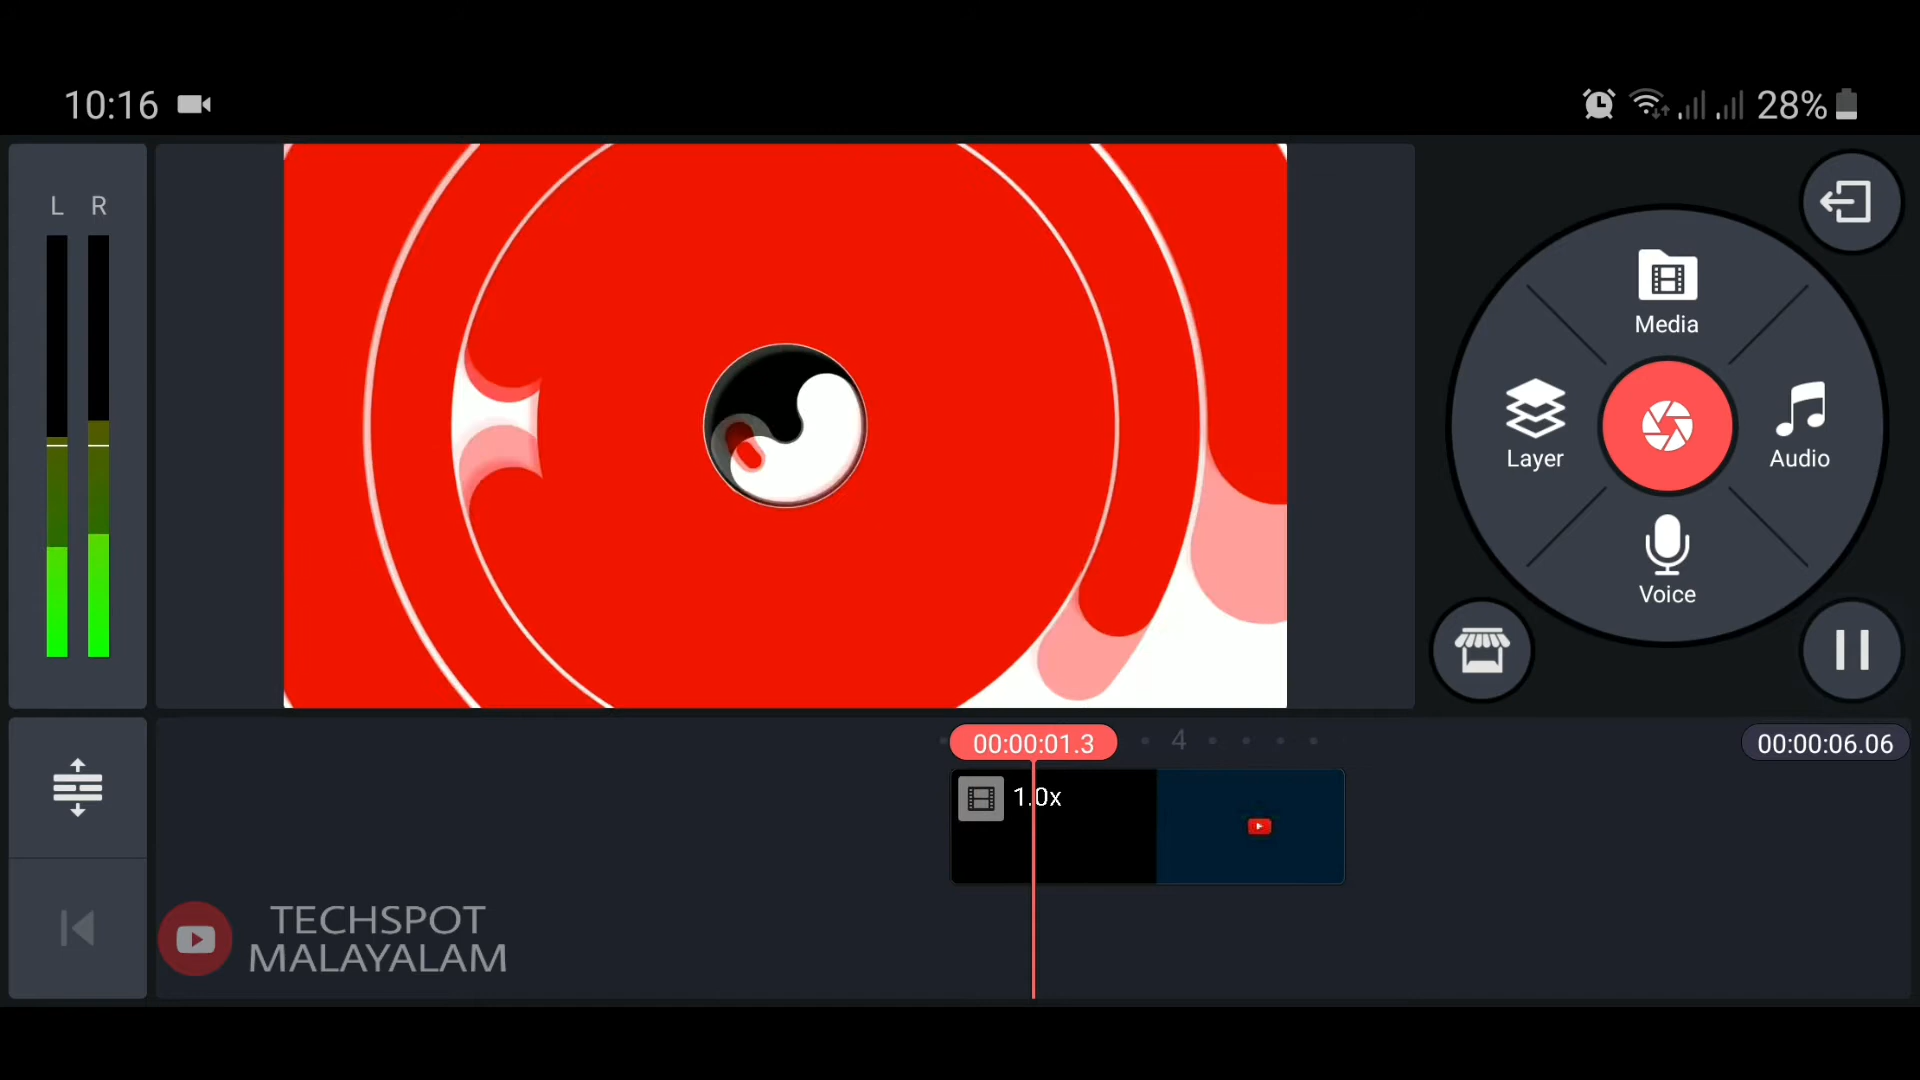 10:16
28%
L R
Media
Layer
Audio
Voice
00:00:01.3
4
00:00:06.06
1.0x
TECHSPOT
MALAYALAM